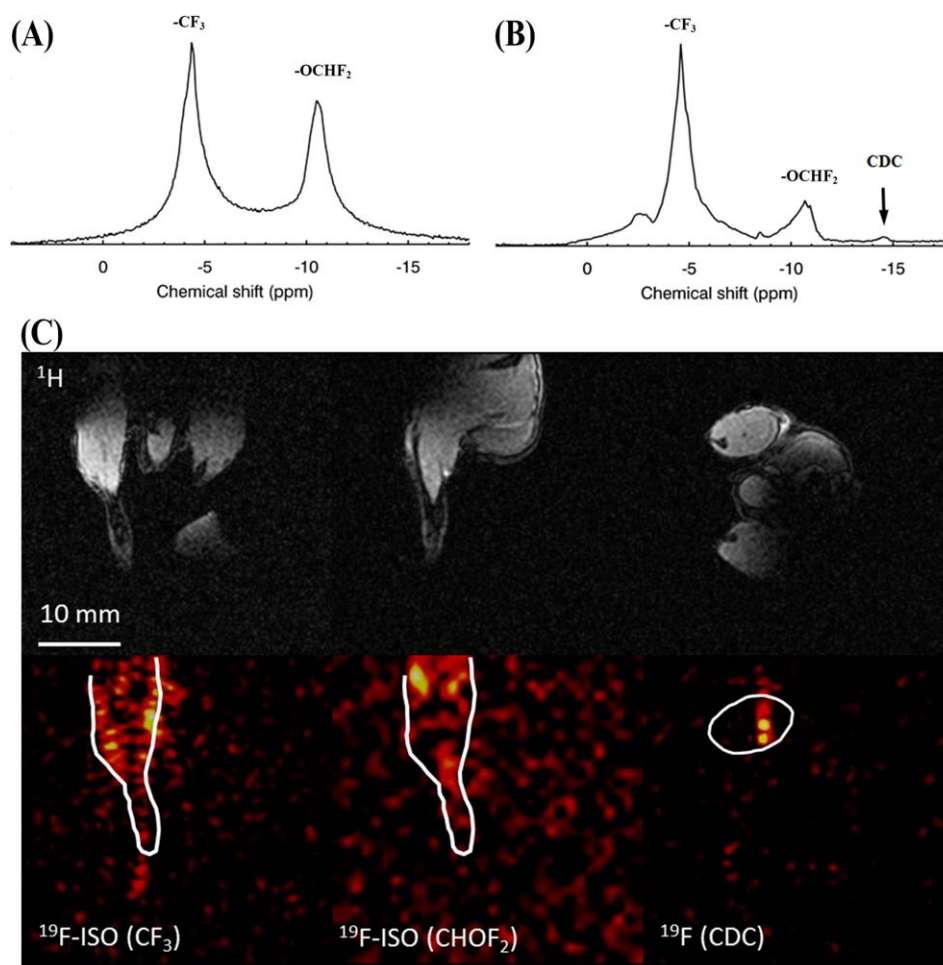 (A)
-CF₃
-OCHF₂
0 -5 -10 -15
Chemical shift (ppm)
(B)
-CF₃
-OCHF₂
CDC
0 -5 -10 -15
Chemical shift (ppm)
(C)
¹H
10 mm
¹⁹F-ISO (CF₃) ¹⁹F-ISO (CHOF₂) ¹⁹F (CDC)